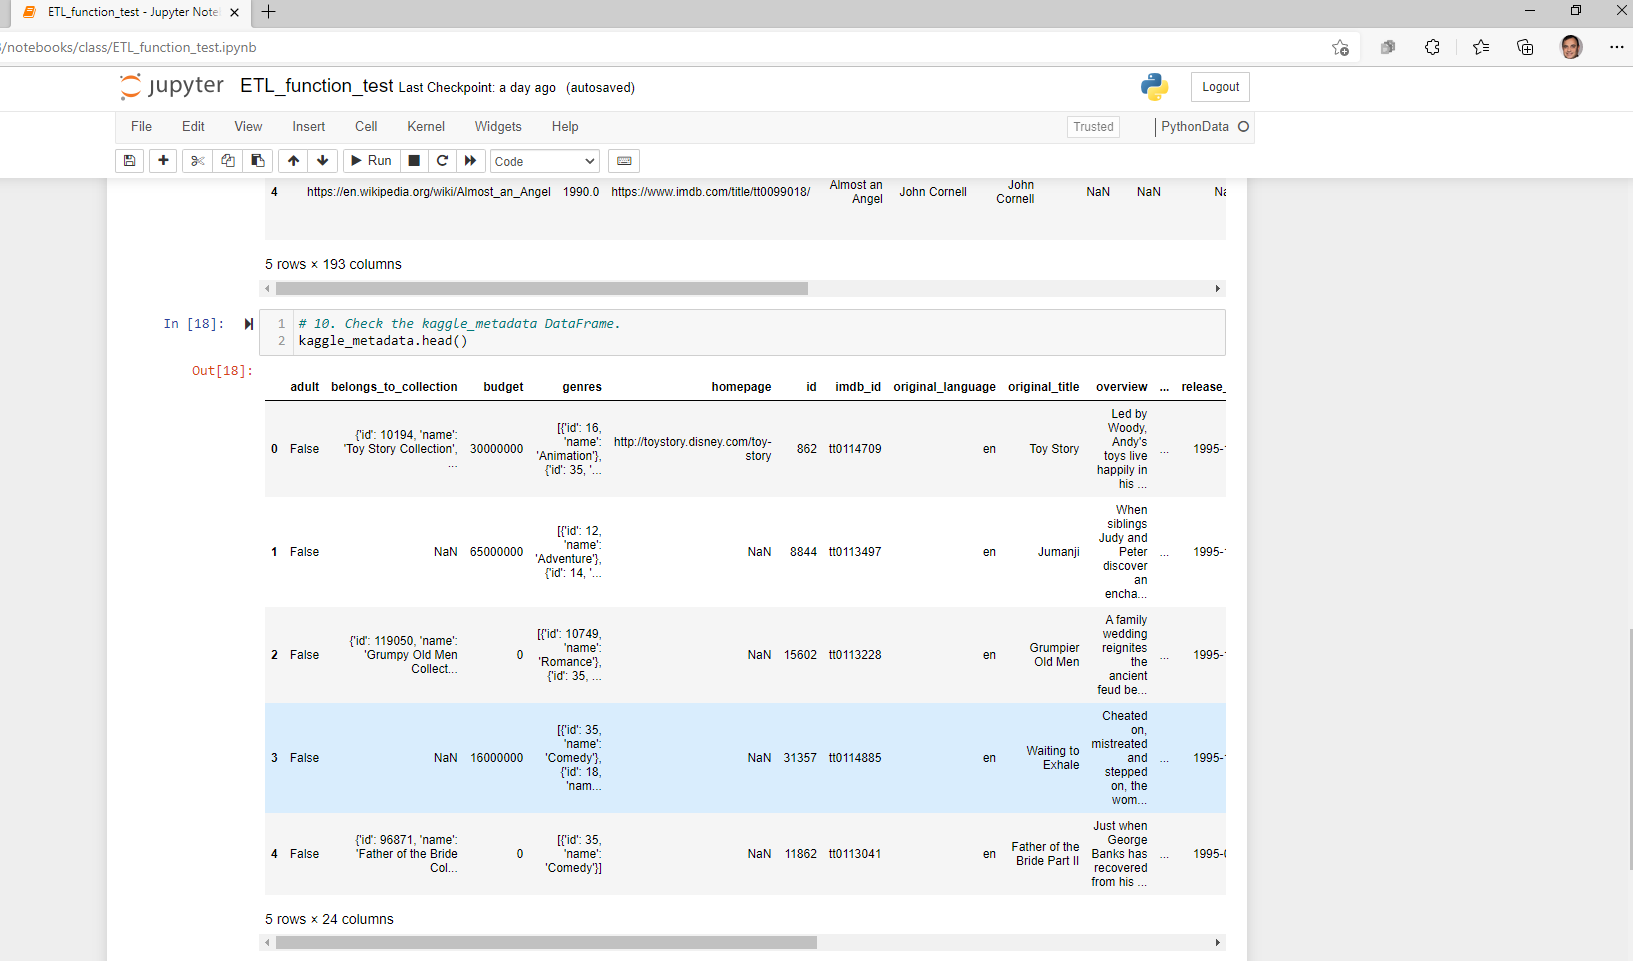 ETL_function_test - Jupyter Note
/notebooks/class/ETL_function_test.ipynb
jupyter ETL_function_test Last Checkpoint: a day ago (autosaved)
Logout
File Edit View Insert Cell Kernel Widgets Help
Trusted PythonData
Run Code
4 https://en.wikipedia.org/wiki/Almost_an_Angel 1990.0 https://www.imdb.com/title/tt0099018/ Almost an Angel John Cornell John Cornell NaN NaN Na
5 rows × 193 columns
In [18]:
1 # 10. Check the kaggle_metadata DataFrame.
2 kaggle_metadata.head()
Out[18]:
adult belongs_to_collection budget genres homepage id imdb_id original_language original_title overview ... release_
0 False {'id': 10194, 'name': 'Toy Story Collection', ... 30000000 [{'id': 16, 'name': 'Animation'}, {'id': 35, '... http://toystory.disney.com/toy-story 862 tt0114709 en Toy Story Led by Woody, Andy's toys live happily in his ... ... 1995-
1 False NaN 65000000 [{'id': 12, 'name': 'Adventure'}, {'id': 14, '... NaN 8844 tt0113497 en Jumanji When siblings Judy and Peter discover an encha... ... 1995-
2 False {'id': 119050, 'name': 'Grumpy Old Men Collect... 0 [{'id': 10749, 'name': 'Romance'}, {'id': 35, ... NaN 15602 tt0113228 en Grumpier Old Men A family wedding reignites the ancient feud be... ... 1995-
3 False NaN 16000000 [{'id': 35, 'name': 'Comedy'}, {'id': 18, 'nam... NaN 31357 tt0114885 en Waiting to Exhale Cheated on, mistreated and stepped on, the wom... ... 1995-
4 False {'id': 96871, 'name': 'Father of the Bride Col... 0 [{'id': 35, 'name': 'Comedy'}] NaN 11862 tt0113041 en Father of the Bride Part II Just when George Banks has recovered from his ... ... 1995-
5 rows × 24 columns